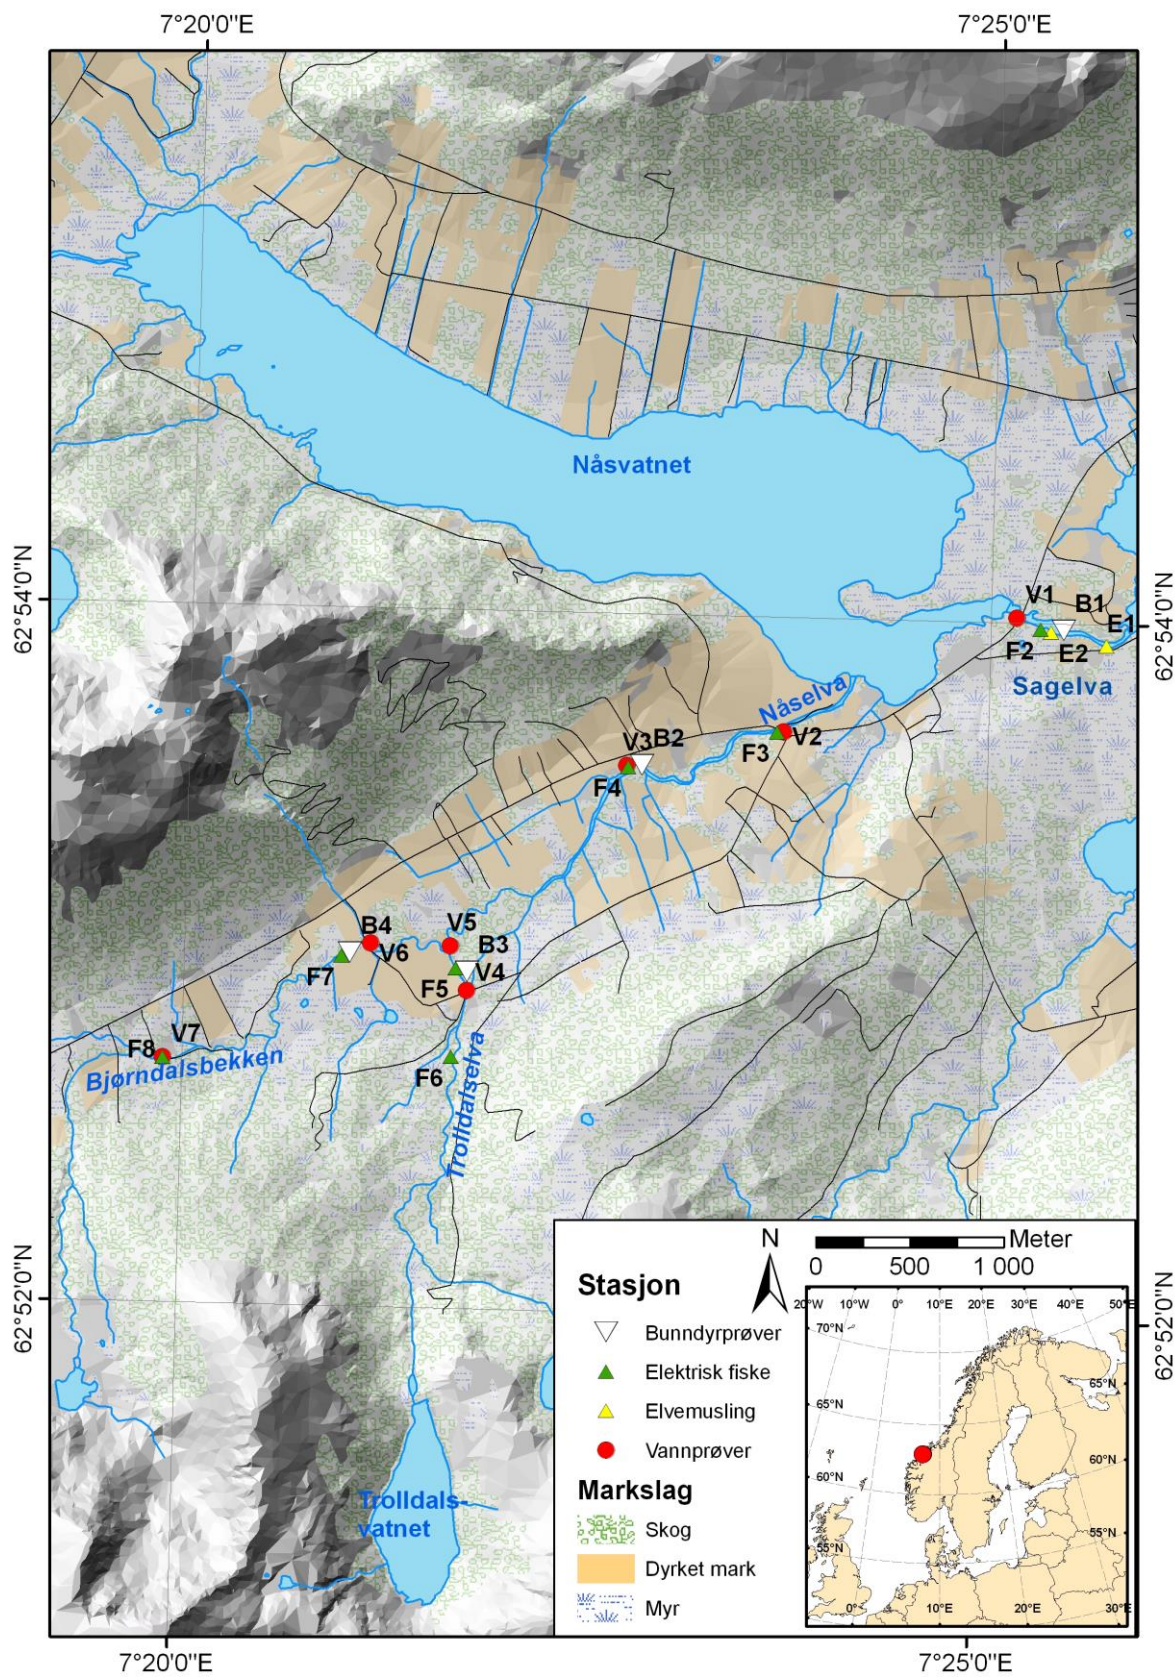 7°20'0"E
7°25'0"E
Nåsvatnet
62°54'0"N
62°54'0"N
V1
B1
E1
F2
E2
Sagelva
Nåselva
V3
B2
F3
V2
F4
B4
V5
B3
V6
F7
V4
F5
V7
F8
Bjørndalsbekken
F6
Trolldalselva
62°52'0"N
62°52'0"N
Trolldals-
vatnet
N
Meter
0 500 1 000
Stasjon
Bunndyrprøver
Elektrisk fiske
Elvemusling
Vannprøver
Markslag
Skog
Dyrket mark
Myr
20°W 10°W 0° 10°E 20°E 30°E 40°E 50°E
70°N
65°N
65°N
60°N
60°N
55°N
55°N
0° 10°E 20°E 30°E
7°20'0"E
7°25'0"E